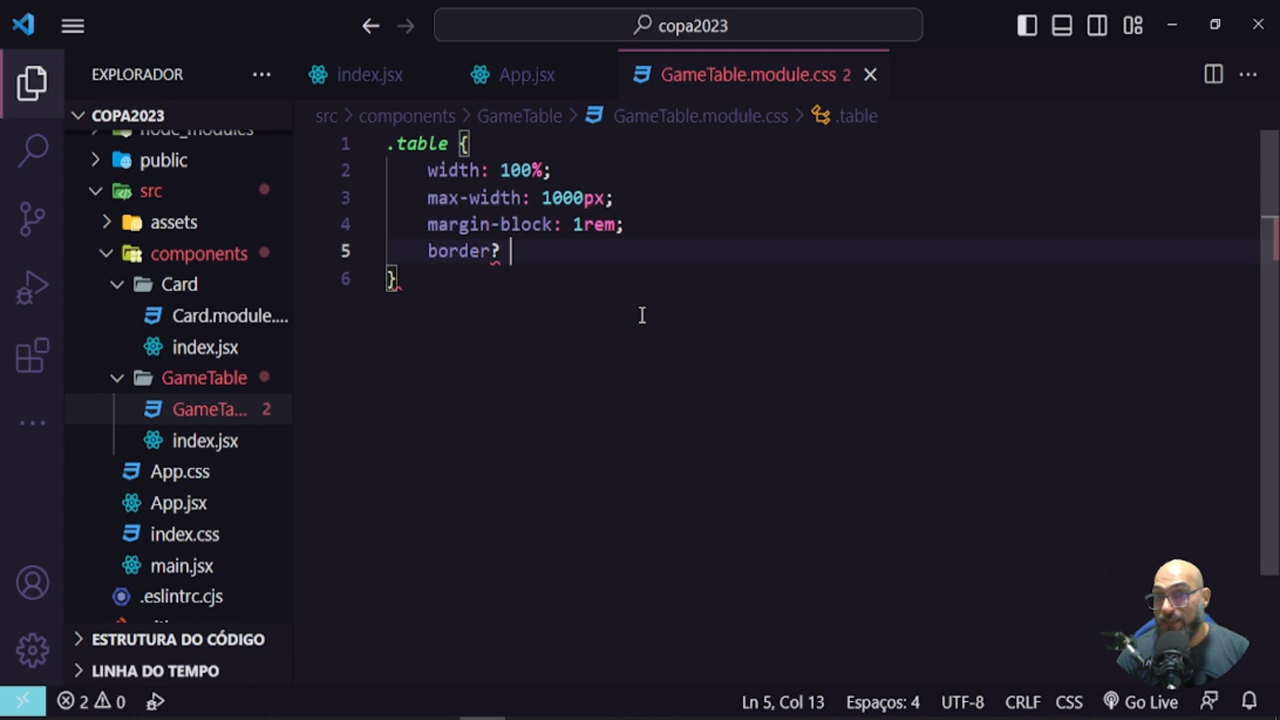 copa2023
EXPLORADOR
index.jsx
App.jsx
GameTable.module.css 2
COPA2023
src > components > GameTable > GameTable.module.css > .table
node_modules
public
src
assets
components
Card
Card.module....
index.jsx
GameTable
GameTa... 2
index.jsx
App.css
App.jsx
index.css
main.jsx
.eslintrc.cjs
ESTRUTURA DO CÓDIGO
LINHA DO TEMPO
1 .table {
2 width: 100%;
3 max-width: 1000px;
4 margin-block: 1rem;
5 border?
6 }
2 0
Ln 5, Col 13 Espaços: 4 UTF-8 CRLF CSS Go Live